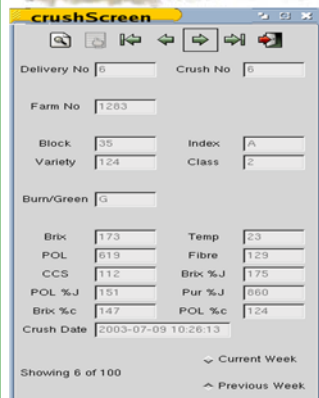 crushScreen
Delivery No 6 Crush No 6
Farm No 1283
Block 35 Index A
Variety 124 Class 2
Burn/Green G
Brix 173 Temp 23
POL 619 Fibre 129
CCS 112 Brix %J 175
POL %J 151 Pur %J 860
Brix %c 147 POL %c 124
Crush Date 2003-07-09 10:26:13
Current Week
Showing 6 of 100
Previous Week